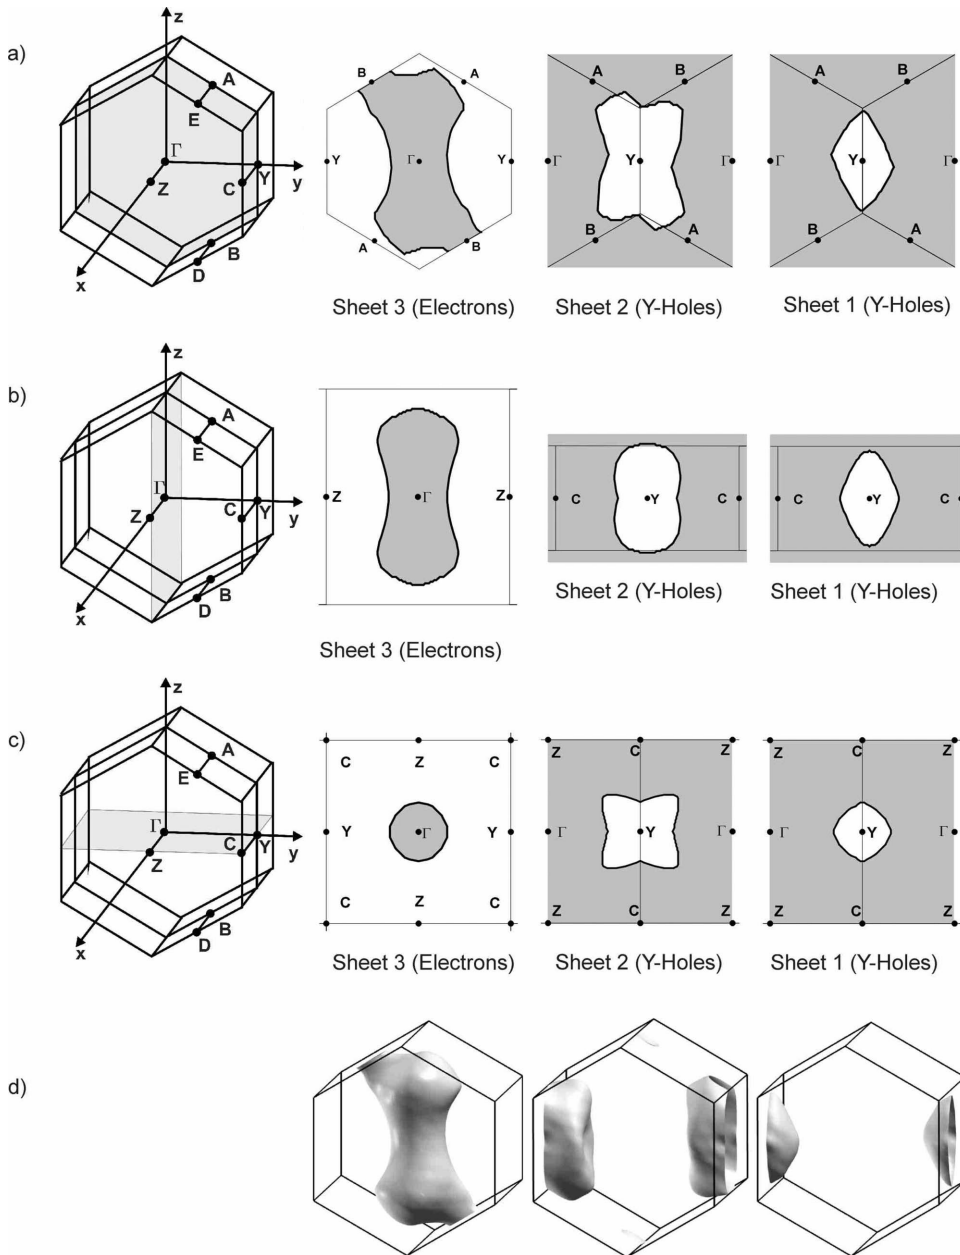 a)
z
A
E
Γ
Z
C
Y
y
B
D
x
B
A
Y
Γ
Y
A
B
Sheet 3 (Electrons)
A
B
Γ
Y
Γ
B
A
Sheet 2 (Y-Holes)
A
B
Γ
Y
Γ
B
A
Sheet 1 (Y-Holes)
b)
z
A
E
Γ
Z
C
Y
y
B
D
x
Z
Γ
Z
Sheet 3 (Electrons)
C
Y
C
Sheet 2 (Y-Holes)
C
Y
C
Sheet 1 (Y-Holes)
c)
z
A
E
Γ
Z
C
Y
y
B
D
x
C
Z
C
Y
Γ
Y
C
Z
C
Sheet 3 (Electrons)
Z
C
Z
Γ
Y
Γ
Z
C
Z
Sheet 2 (Y-Holes)
Z
C
Z
Γ
Y
Γ
Z
C
Z
Sheet 1 (Y-Holes)
d)